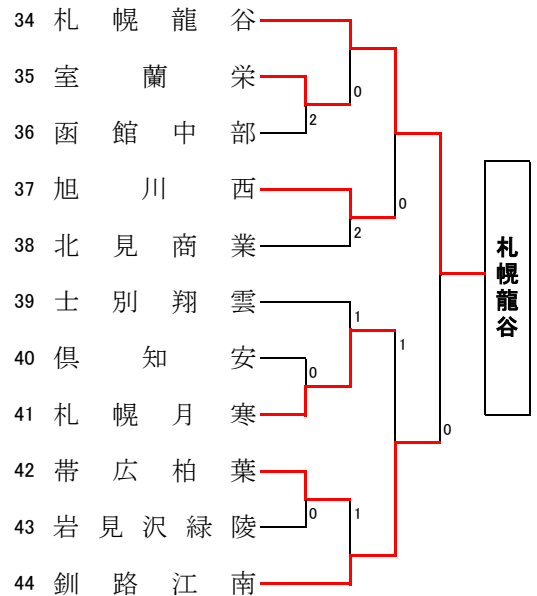 34 札幌龍谷
35 室蘭栄
0
36 函館中部
2
37 旭川西
0
38 北見商業
2
札幌龍谷
39 士別翔雲
1
40 倶知安
0
1
41 札幌月寒
0
42 帯広柏葉
43 岩見沢緑陵
0
1
44 釧路江南